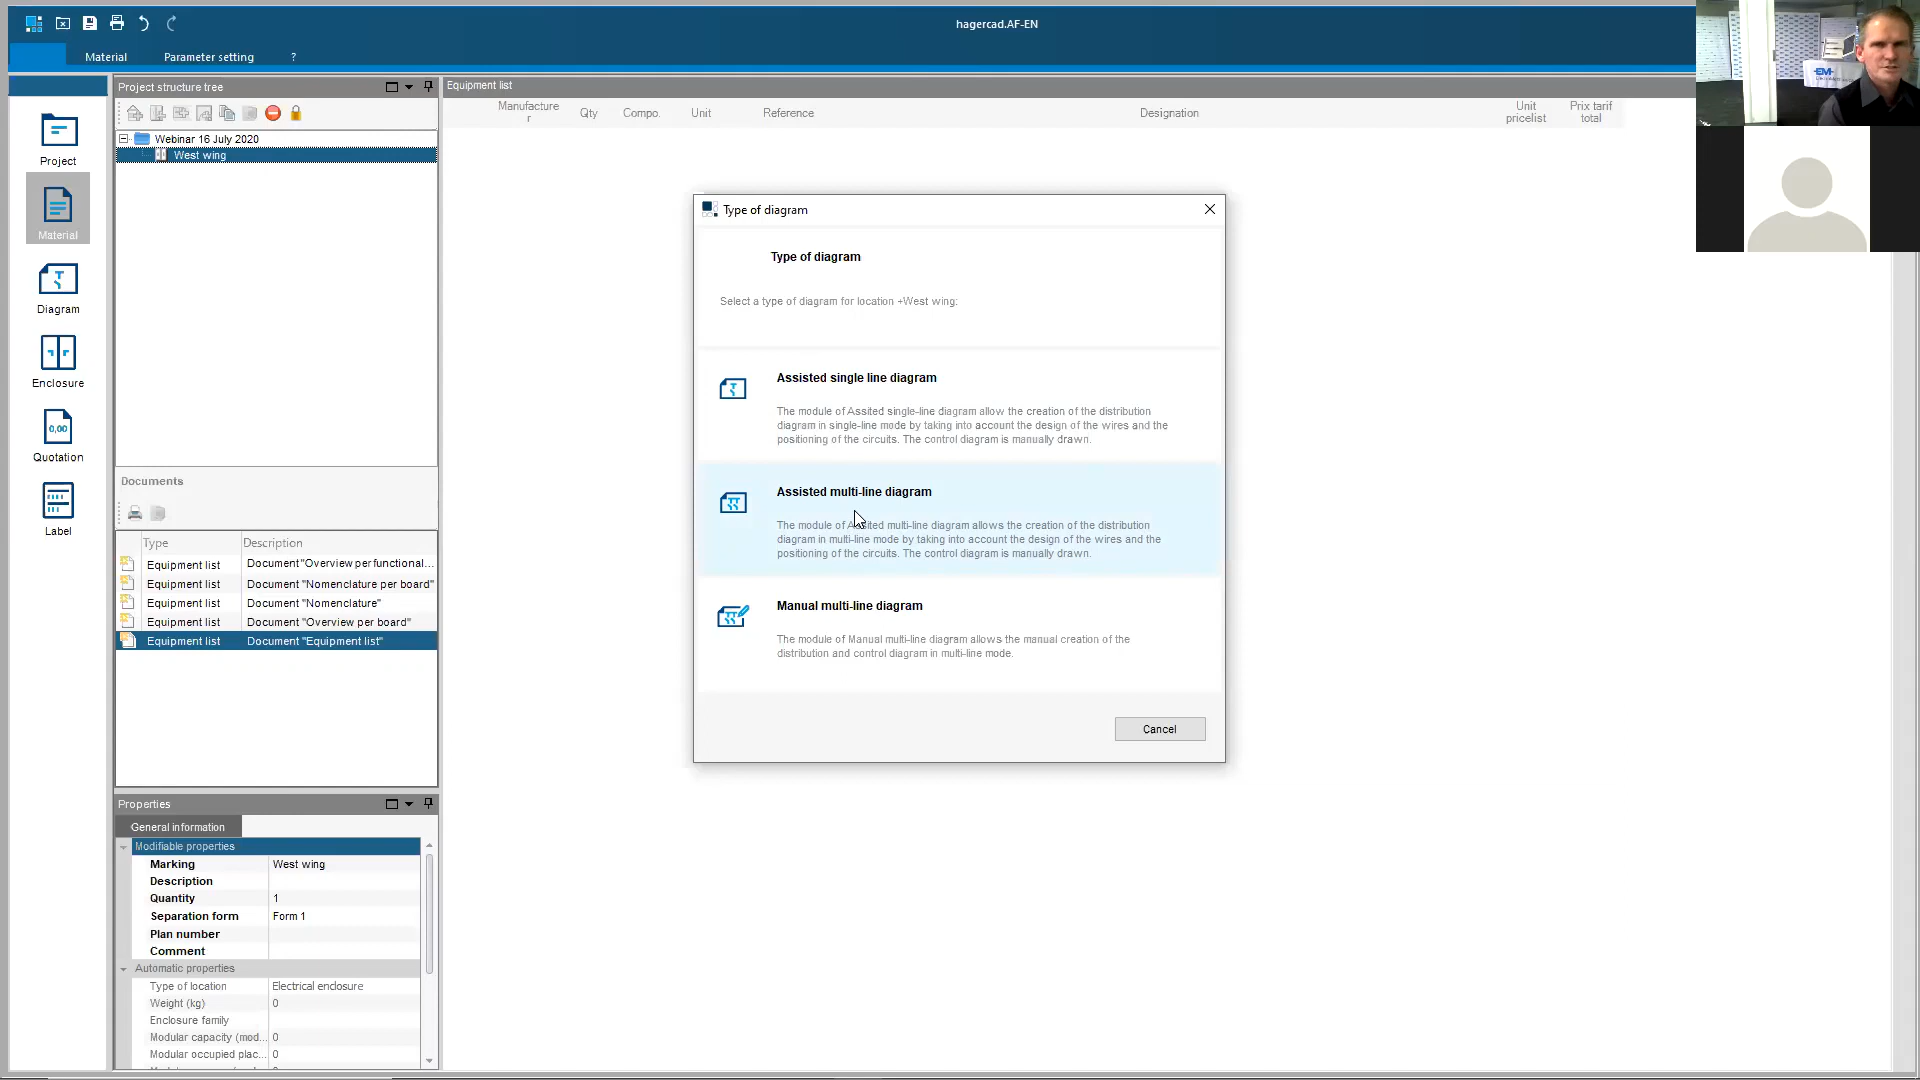 hagercad.AF-EN
Material
Parameter setting
?
Project
Material
Diagram
Enclosure
Quotation
Label
0,00
Project structure tree
Webinar 16 July 2020
West wing
Documents
Type Description
Equipment list Document "Overview per functional...
Equipment list Document "Nomenclature per board"
Equipment list Document "Nomenclature"
Equipment list Document "Overview per board"
Equipment list Document "Equipment list"
Properties
General information
Modifiable properties
Marking West wing
Description
Quantity 1
Separation form Form 1
Plan number
Comment
Automatic properties
Type of location Electrical enclosure
Weight (kg) 0
Enclosure family
Modular capacity (mod... 0
Modular occupied plac... 0
Equipment list
Manufacture
r
Qty
Compo.
Unit
Reference
Designation
Unit
pricelist
Prix tarif
total
Type of diagram
Type of diagram
Select a type of diagram for location +West wing:
Assisted single line diagram
The module of Assited single-line diagram allow the creation of the distribution
diagram in single-line mode by taking into account the design of the wires and the
positioning of the circuits. The control diagram is manually drawn.
Assisted multi-line diagram
The module of Assited multi-line diagram allows the creation of the distribution
diagram in multi-line mode by taking into account the design of the wires and the
positioning of the circuits. The control diagram is manually drawn.
Manual multi-line diagram
The module of Manual multi-line diagram allows the manual creation of the
distribution and control diagram in multi-line mode.
Cancel
EM